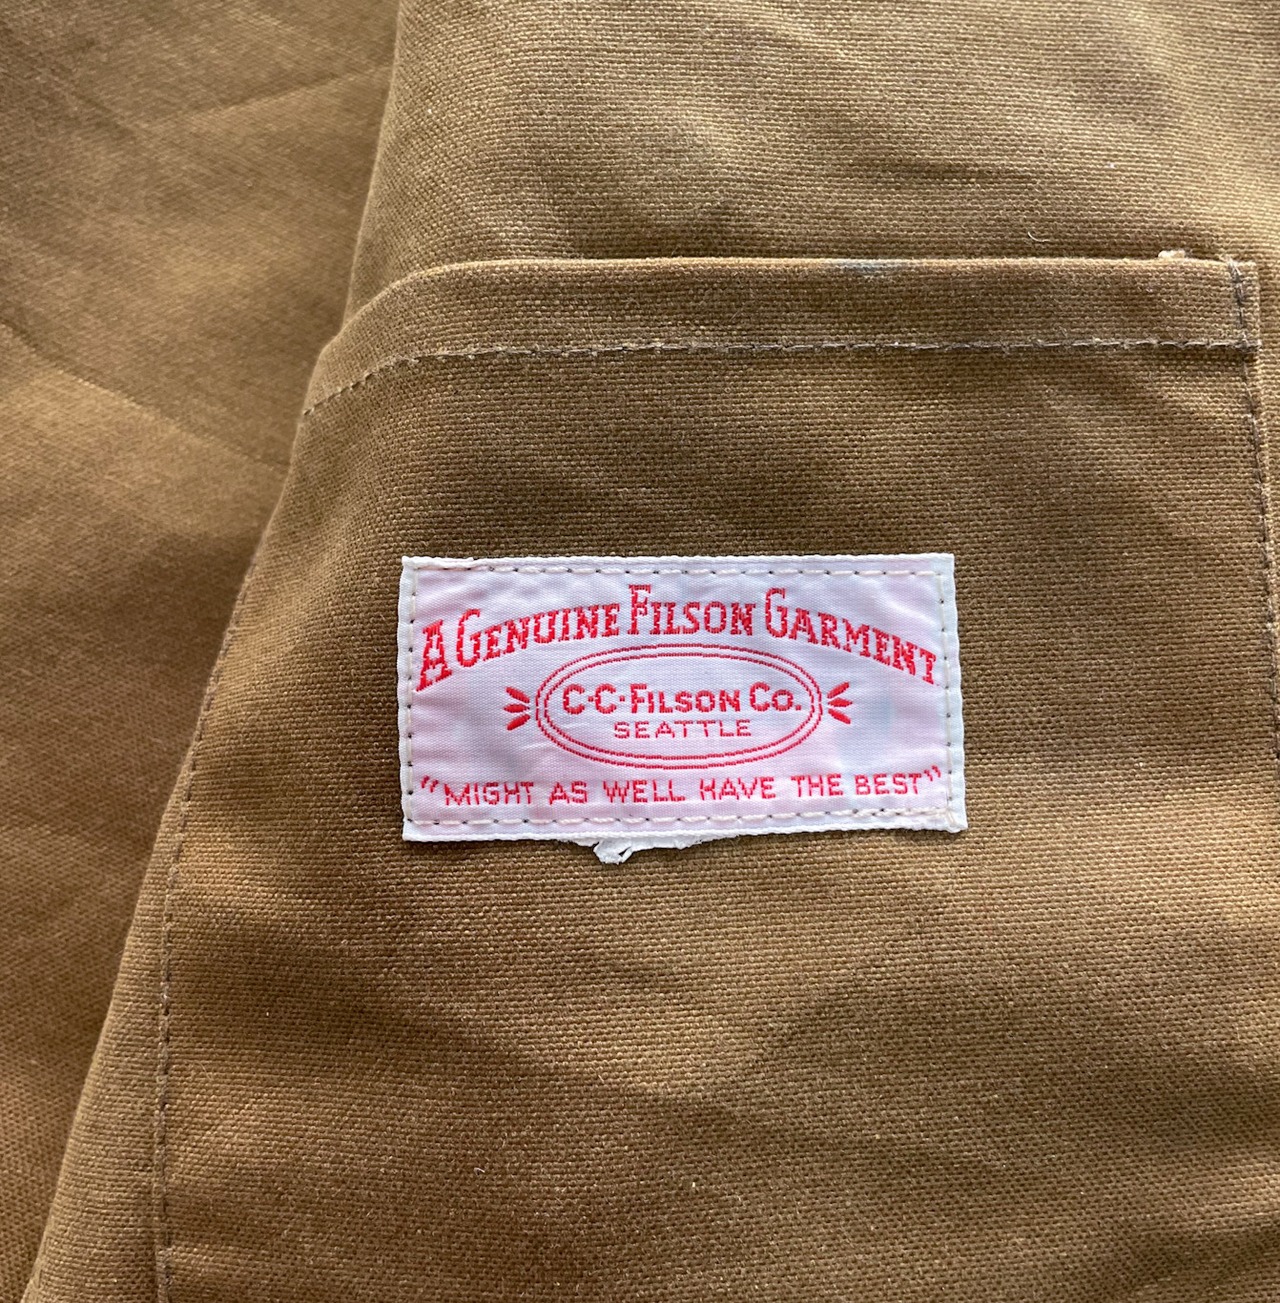 A GENUINE FILSON GARMENT
C·C·FILSON CO.
SEATTLE
"MIGHT AS WELL HAVE THE BEST"